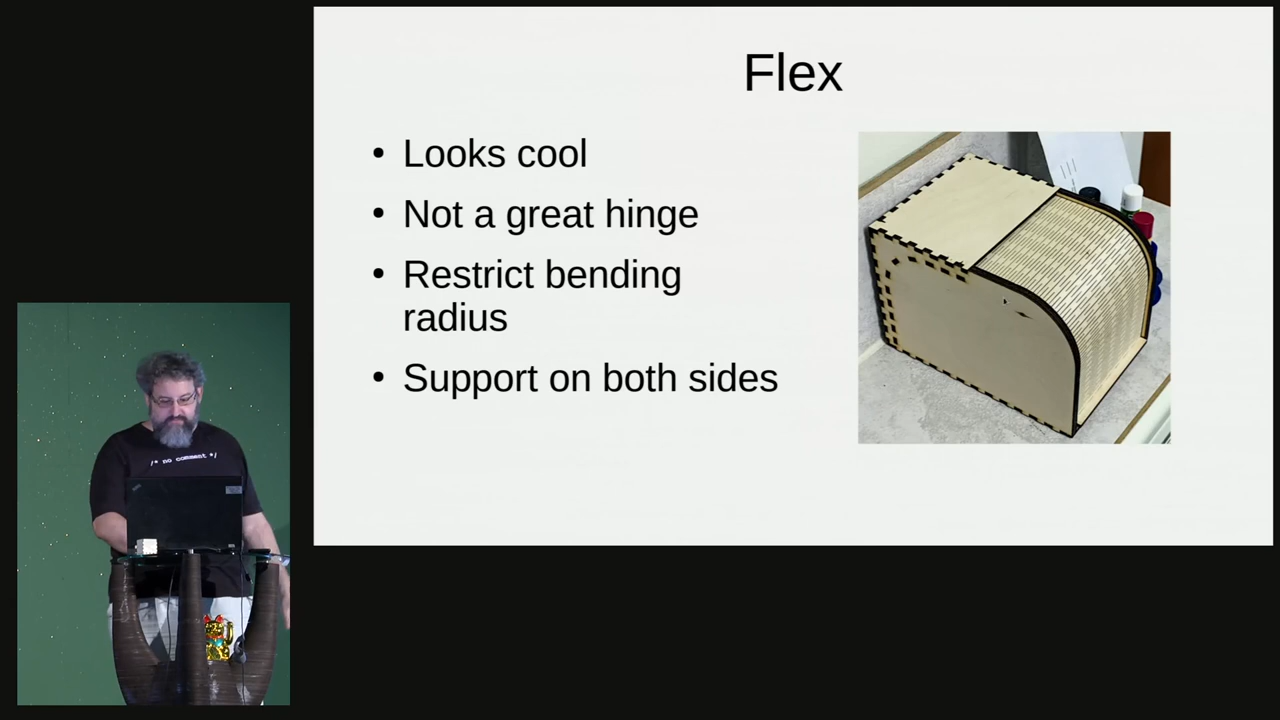 Flex
• Looks cool
• Not a great hinge
• Restrict bending
radius
• Support on both sides
/* no comment */